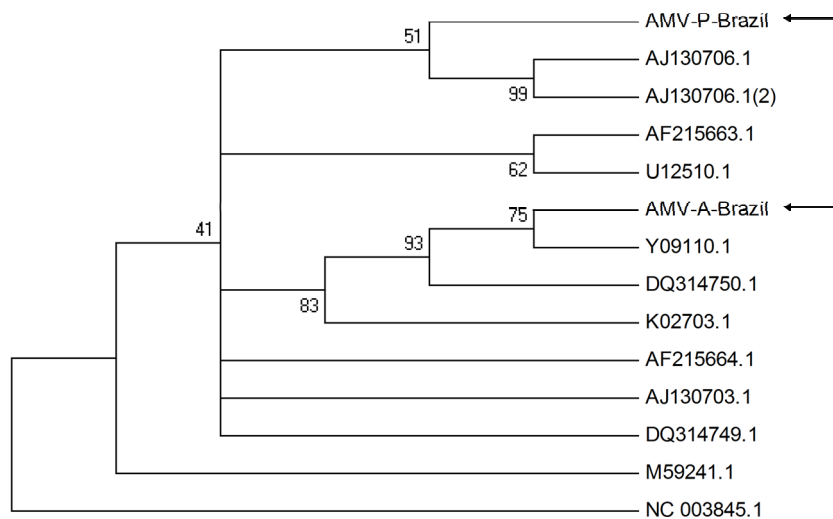 AMV-P-Brazil
51
AJ130706.1
99
AJ130706.1(2)
AF215663.1
62
U12510.1
AMV-A-Brazil
75
41
93
Y09110.1
DQ314750.1
83
K02703.1
AF215664.1
AJ130703.1
DQ314749.1
M59241.1
NC 003845.1